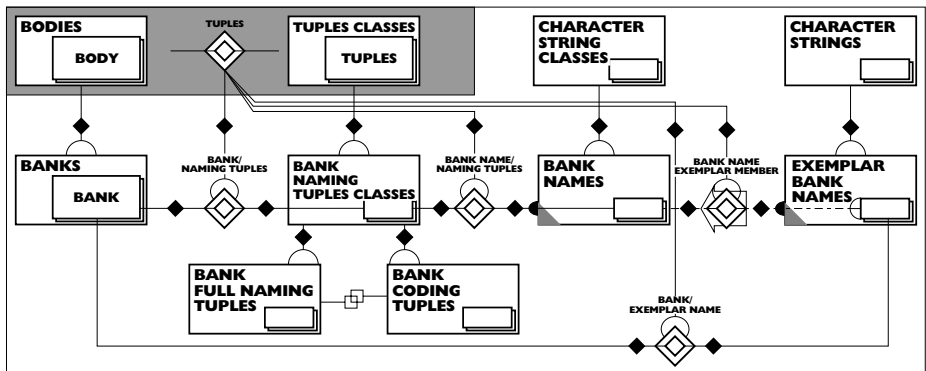 BODIES
BODY
TUPLES
TUPLES CLASSES
TUPLES
CHARACTER
STRING
CLASSES
CHARACTER
STRINGS
BANKS
BANK
BANK/
NAMING TUPLES
BANK
NAMING
TUPLES CLASSES
BANK NAME/
NAMING TUPLES
BANK
NAMES
BANK NAME
EXEMPLAR MEMBER
EXEMPLAR
BANK
NAMES
BANK
FULL NAMING
TUPLES
BANK
CODING
TUPLES
BANK/
EXEMPLAR NAME